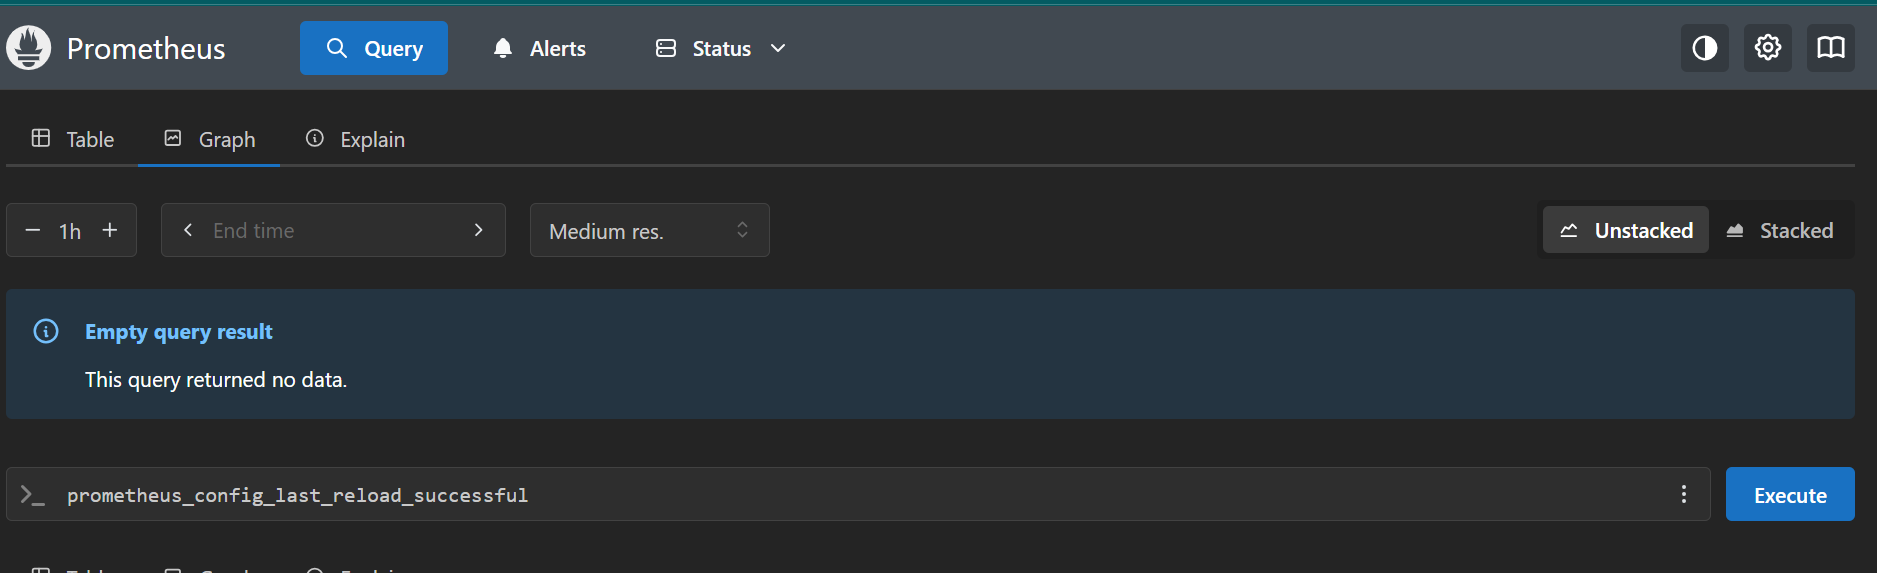 Prometheus Query Alerts Status
Table Graph Explain
1h End time Medium res. Unstacked Stacked
Empty query result
This query returned no data.
prometheus_config_last_reload_successful Execute